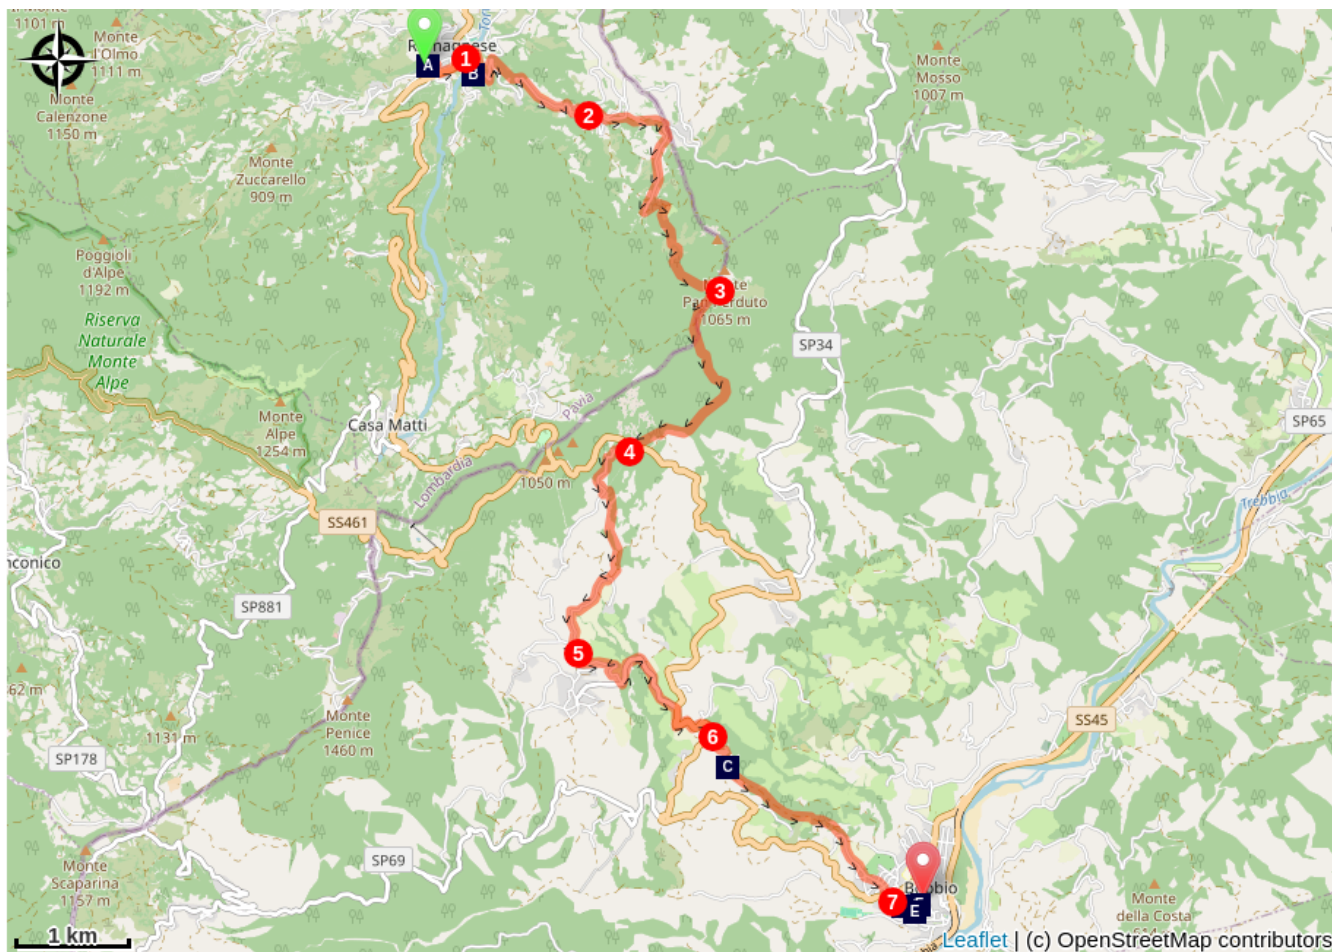 1101 m
Monte
l'Olmo
1111 m
Monte
Calenzone
1150 m
Monte
Zuccarello
909 m
Poggioli
d'Alpe
1192 m
Riserva
Naturale
Monte
Alpe
Monte
Alpe
1254 m
Casa Matti
Lombardia
Pavia
1050 m
SS461
SP881
SP178
1131 m
Monte
Penice
1460 m
SP69
Monte
Scaparina
1157 m
A
1
B
2
3
1065 m
4
5
6
C
7
E
Monte
Mosso
1007 m
SP34
SP65
Trebbia
SS45
Monte
della Costa
1 km
Leaflet | (c) OpenStreetMap contributors